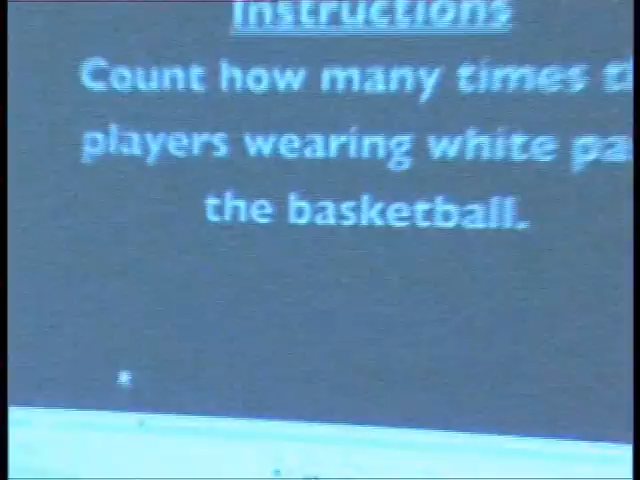 Instructions
Count how many times
players wearing white
the basketball.